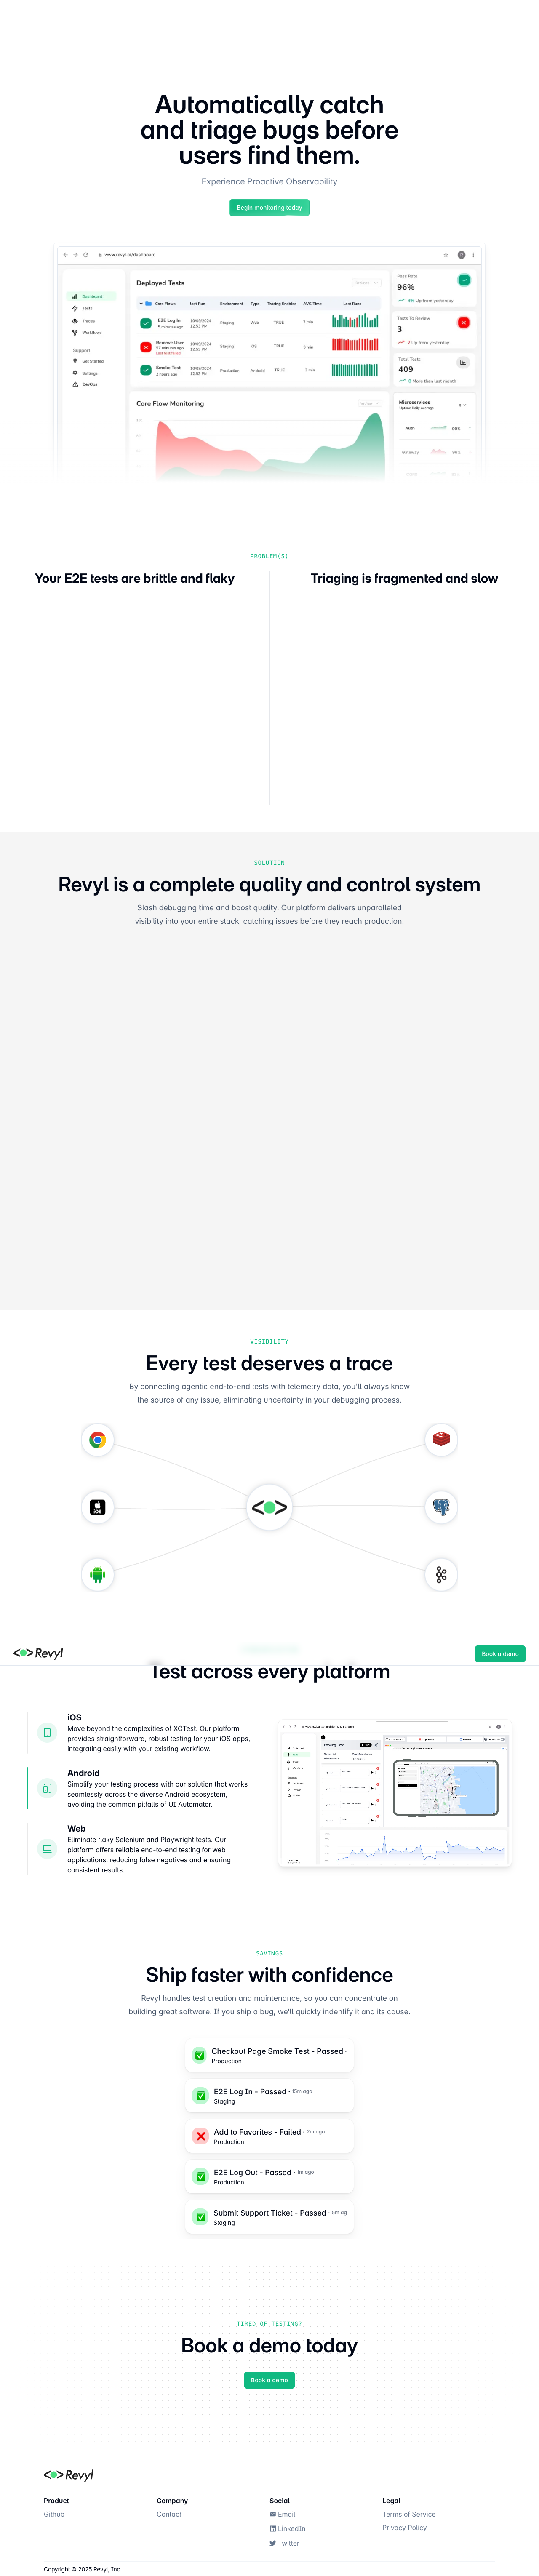 Automatically catch
and triage bugs before
users find them.
Experience Proactive Observability
Begin monitoring today
www.revyl.ai/dashboard
Dashboard
Tests
Traces
Workflows
Support
Get Started
Settings
DevOps
Deployed Tests
Core Flows Last Run Environment Type Tracing Enabled AVG Time Last Runs
E2E Log In
5 minutes ago
10/09/2024
12.53 PM
Staging Web TRUE 5 min
Remove User
57 minutes ago
Last test failed
10/09/2024
12.53 PM
Staging iOS TRUE 3 min
Smoke Test
2 hours ago
10/09/2024
12.53 PM
Production Android TRUE 3 min
Core Flow Monitoring
Pass Rate
96%
4% Up from yesterday
Tests To Review
3
2 Up from yesterday
Total Tests
409
8 More than last month
Microservices
Uptime Daily Average
Auth 99%
Gateway 98%
PROBLEM(S)
Your E2E tests are brittle and flaky
Triaging is fragmented and slow
SOLUTION
Revyl is a complete quality and control system
Slash debugging time and boost quality. Our platform delivers unparalleled
visibility into your entire stack, catching issues before they reach production.
VISIBILITY
Every test deserves a trace
By connecting agentic end-to-end tests with telemetry data, you'll always know
the source of any issue, eliminating uncertainty in your debugging process.
iOS
Revyl
Book a demo
Test across every platform
iOS
Move beyond the complexities of XCTest. Our platform
provides straightforward, robust testing for your iOS apps,
integrating easily with your existing workflow.
Android
Simplify your testing process with our solution that works
seamlessly across the diverse Android ecosystem,
avoiding the common pitfalls of UI Automator.
Web
Eliminate flaky Selenium and Playwright tests. Our
platform offers reliable end-to-end testing for web
applications, reducing false negatives and ensuring
consistent results.
SAVINGS
Ship faster with confidence
Revyl handles test creation and maintenance, so you can concentrate on
building great software. If you ship a bug, we'll quickly indentify it and its cause.
Checkout Page Smoke Test - Passed ·
Production
E2E Log In - Passed · 15m ago
Staging
Add to Favorites - Failed · 2m ago
Production
E2E Log Out - Passed · 1m ago
Production
Submit Support Ticket - Passed · 5m ag
Staging
TIRED OF TESTING?
Book a demo today
Book a demo
Revyl
Product
Github
Company
Contact
Social
Email
LinkedIn
Twitter
Legal
Terms of Service
Privacy Policy
Copyright © 2025 Revyl, Inc.